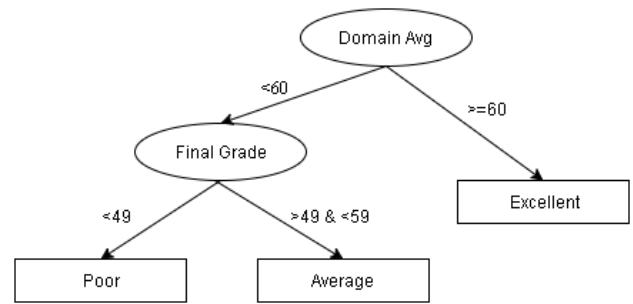 Domain Avg
<60
>=60
Final Grade
Excellent
<49
>49 & <59
Poor
Average